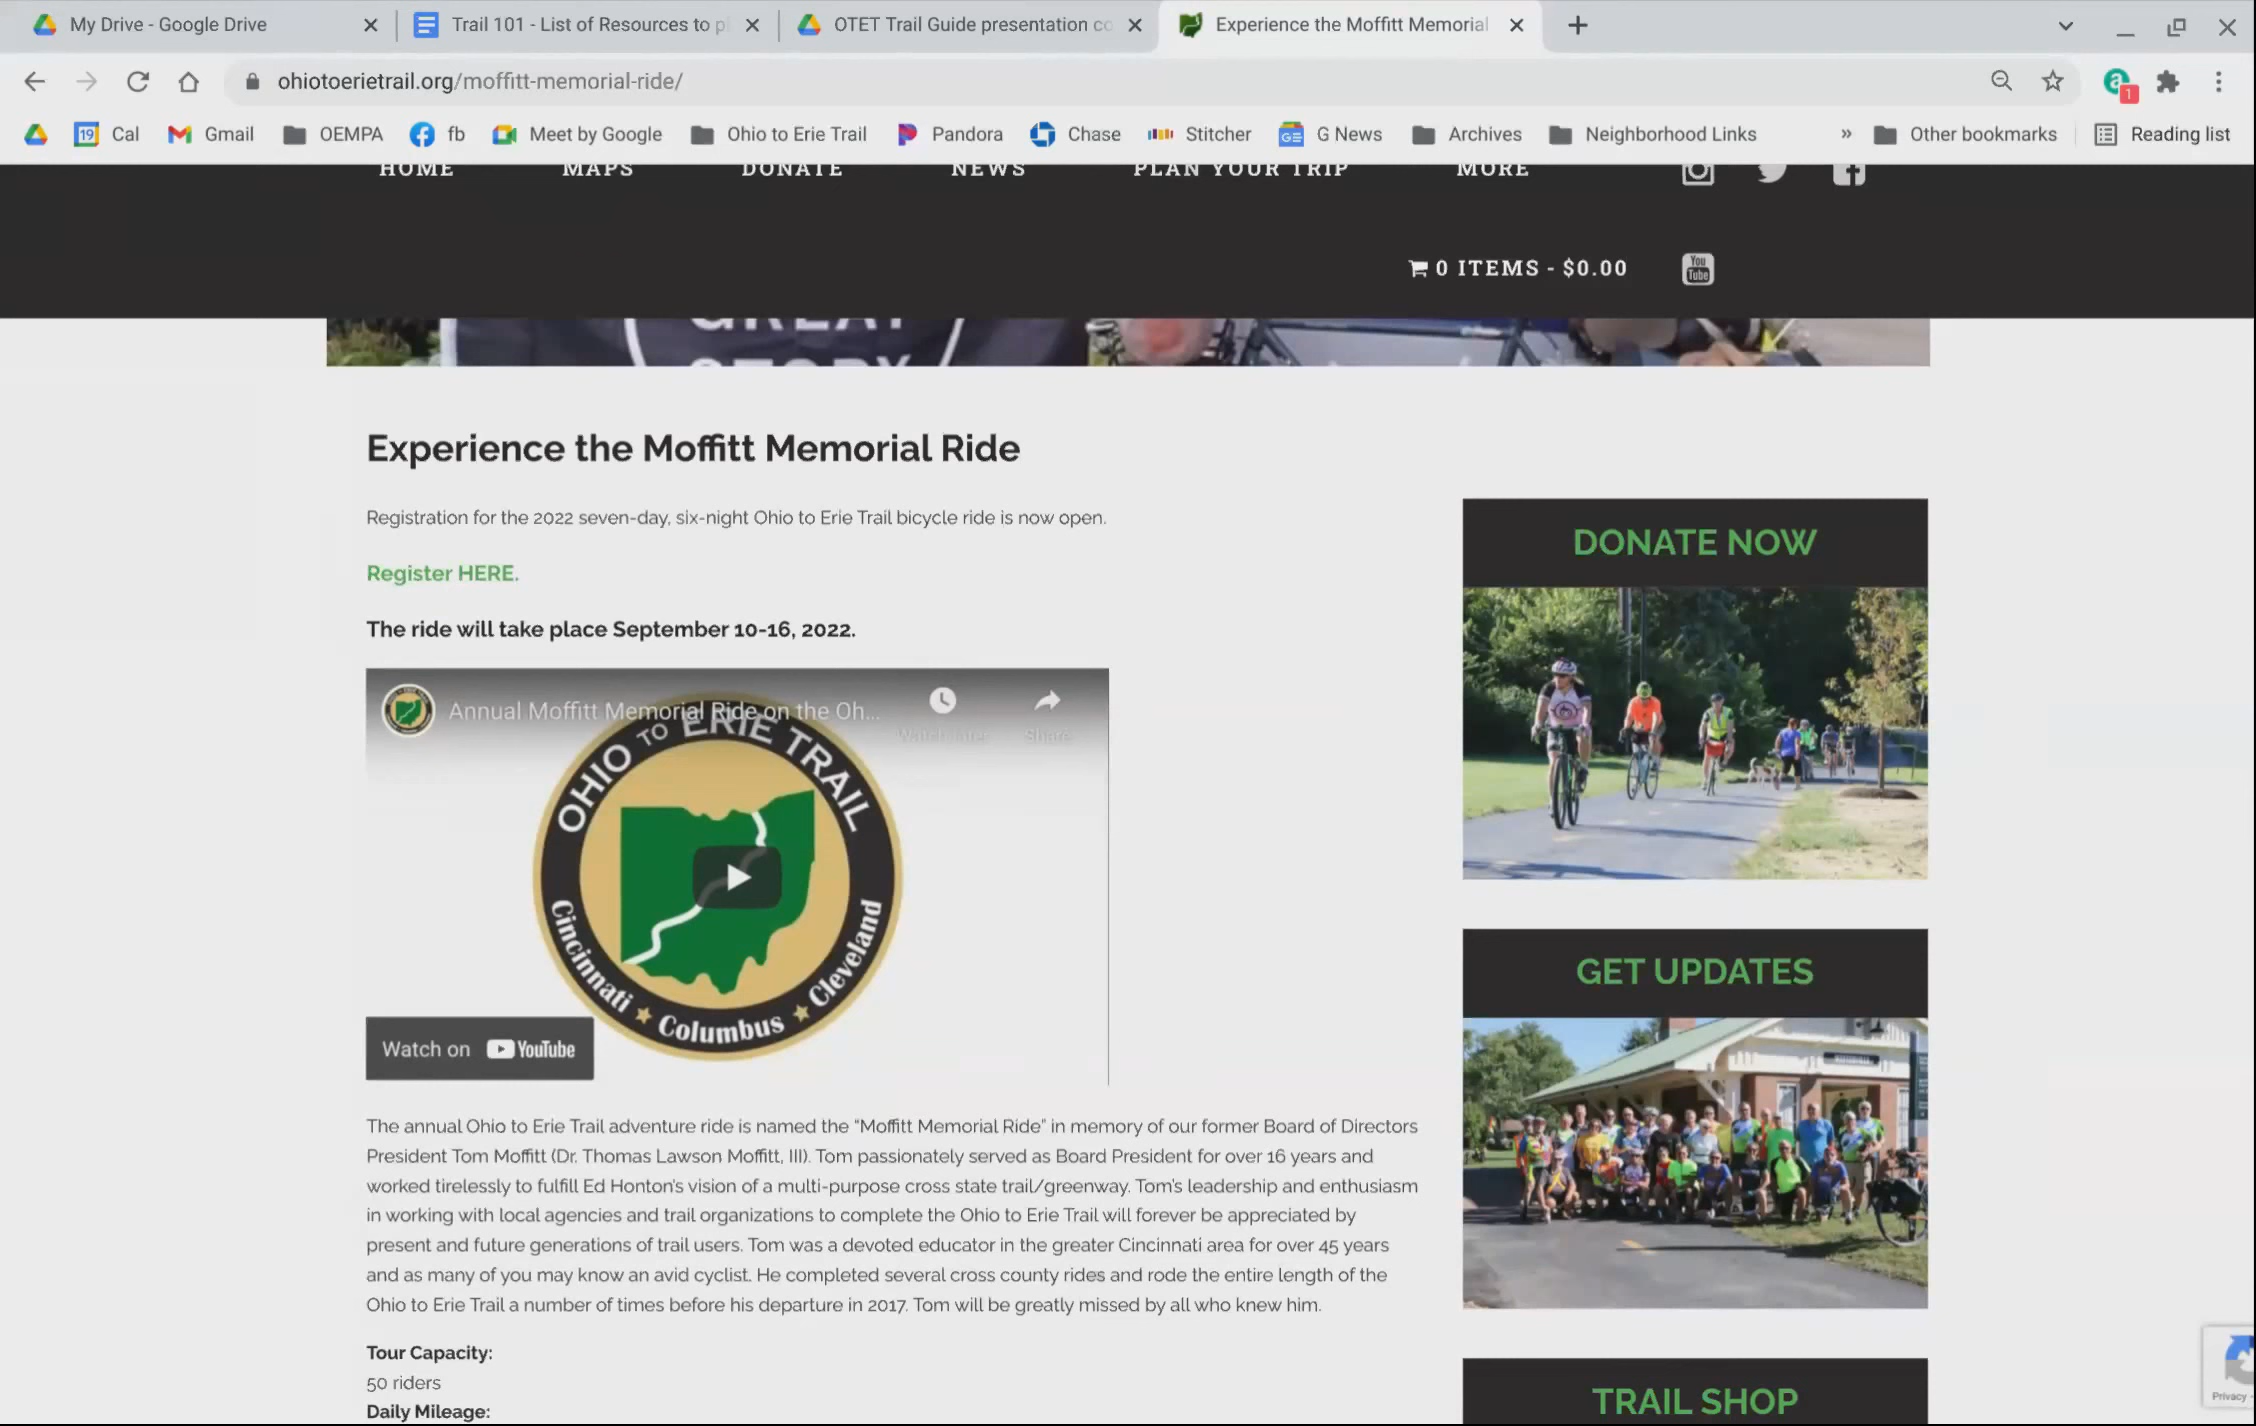 My Drive - Google Drive
Trail 101 - List of Resources to p
OTET Trail Guide presentation co
Experience the Moffitt Memorial
ohiotoerietrail.org/moffitt-memorial-ride/
19 Cal Gmail OEMPA fb Meet by Google Ohio to Erie Trail Pandora Chase Stitcher GE G News Archives Neighborhood Links » Other bookmarks Reading list
a 1
HOME MAPS DONATE NEWS PLAN YOUR TRIP MORE
0 ITEMS - $0.00 You Tube
GREAT
STORY
Experience the Moffitt Memorial Ride
Registration for the 2022 seven-day, six-night Ohio to Erie Trail bicycle ride is now open.
Register HERE.
The ride will take place September 10-16, 2022.
Annual Moffitt Memorial Ride on the Oh...
Watch later Share
OHIO TO ERIE TRAIL
Cincinnati ★ Columbus ★ Cleveland
Watch on YouTube
The annual Ohio to Erie Trail adventure ride is named the “Moffitt Memorial Ride” in memory of our former Board of Directors
President Tom Moffitt (Dr. Thomas Lawson Moffitt, III). Tom passionately served as Board President for over 16 years and
worked tirelessly to fulfill Ed Honton's vision of a multi-purpose cross state trail/greenway. Tom's leadership and enthusiasm
in working with local agencies and trail organizations to complete the Ohio to Erie Trail will forever be appreciated by
present and future generations of trail users. Tom was a devoted educator in the greater Cincinnati area for over 45 years
and as many of you may know an avid cyclist. He completed several cross county rides and rode the entire length of the
Ohio to Erie Trail a number of times before his departure in 2017. Tom will be greatly missed by all who knew him.
Tour Capacity:
50 riders
Daily Mileage:
DONATE NOW
GET UPDATES
TRAIL SHOP
Privacy -